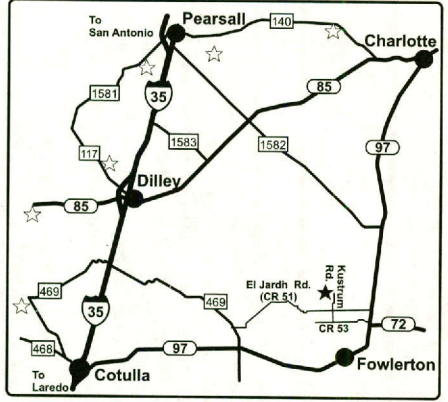 To
San Antonio
Pearsall
140
Charlotte
1581
35
85
97
117
1583
1582
Dilley
85
El Jardh Rd.
(CR 51)
Kustrum
Rd.
469
469
35
CR 53
72
468
97
Fowlerton
To
Laredo
Cotulla